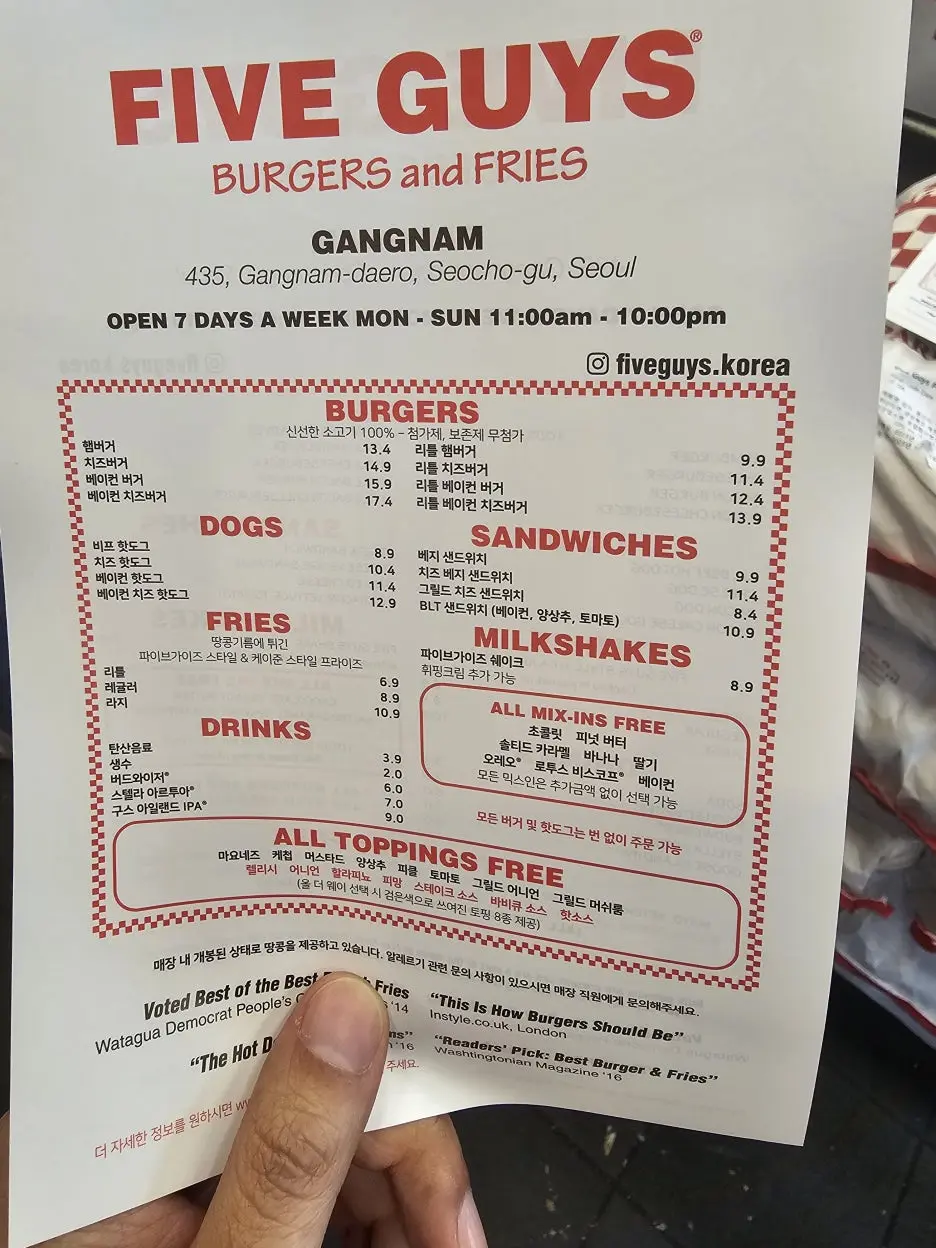 FIVE GUYS®
BURGERS and FRIES
GANGNAM
435, Gangnam-daero, Seocho-gu, Seoul
OPEN 7 DAYS A WEEK MON - SUN 11:00am - 10:00pm
fiveguys.korea
BURGERS
신선한 소고기 100% – 첨가제, 보존제 무첨가
햄버거 13.4
치즈버거 14.9
베이컨 버거 15.9
베이컨 치즈버거 17.4
리틀 햄버거 9.9
리틀 치즈버거 11.4
리틀 베이컨 버거 12.4
리틀 베이컨 치즈버거 13.9
DOGS
비프 핫도그 8.9
치즈 핫도그 10.4
베이컨 핫도그 11.4
베이컨 치즈 핫도그 12.9
SANDWICHES
베지 샌드위치 9.9
치즈 베지 샌드위치 11.4
그릴드 치즈 샌드위치 8.4
BLT 샌드위치 (베이컨, 양상추, 토마토) 10.9
FRIES
땅콩기름에 튀긴
파이브가이즈 스타일 & 케이준 스타일 프라이즈
리틀 6.9
레귤러 8.9
라지 10.9
MILKSHAKES
파이브가이즈 쉐이크 8.9
휘핑크림 추가 가능
ALL MIX-INS FREE
초콜릿 피넛 버터
솔티드 카라멜 바나나 딸기
오레오® 로투스 비스코프® 베이컨
모든 믹스인은 추가금액 없이 선택 가능
DRINKS
탄산음료 3.9
생수 2.0
버드와이저® 6.0
스텔라 아르투아® 7.0
구스 아일랜드 IPA® 9.0
모든 버거 및 핫도그는 번 없이 주문 가능
ALL TOPPINGS FREE
마요네즈 케첩 머스타드 양상추 피클 토마토 그릴드 어니언 그릴드 머쉬룸
렐리시 어니언 할라피뇨 피망 스테이크 소스 바비큐 소스 핫소스
(올 더 웨이 선택 시 검은색으로 쓰여진 토핑 8종 제공)
매장 내 개봉된 상태로 땅콩을 제공하고 있습니다. 알레르기 관련 문의 사항이 있으시면 매장 직원에게 문의해주세요.
Voted Best of the Best Fries
Watagua Democrat People's '14
"This Is How Burgers Should Be"
Instyle.co.uk, London
"The Hot
'16
"Readers' Pick: Best Burger & Fries"
Washtingtonian Magazine '16
더 자세한 정보를 원하시면 주세요.